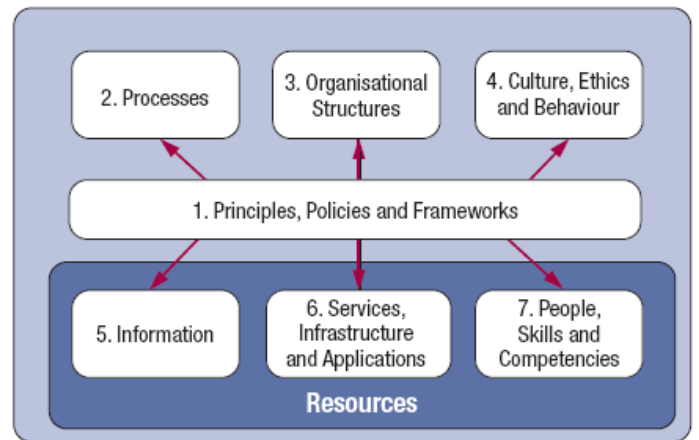 2. Processes
3. Organisational
Structures
4. Culture, Ethics
and Behaviour
1. Principles, Policies and Frameworks
5. Information
6. Services,
Infrastructure
and Applications
7. People,
Skills and
Competencies
Resources